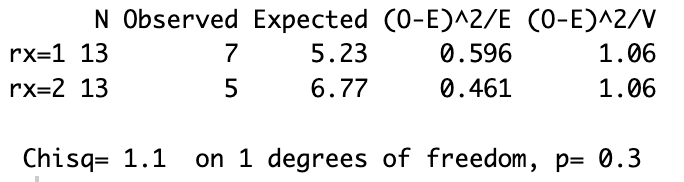 N Observed Expected (O-E)^2/E (O-E)^2/V
rx=1 13 7 5.23 0.596 1.06
rx=2 13 5 6.77 0.461 1.06
Chisq= 1.1 on 1 degrees of freedom, p= 0.3